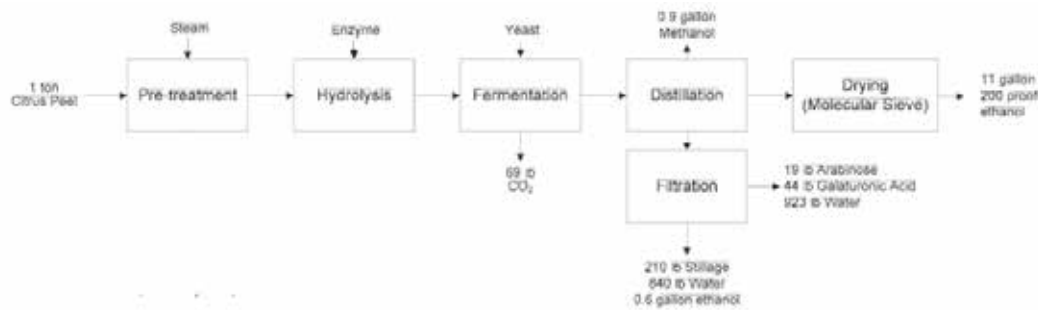 Steam
Enzyme
Yeast
0.9 gallon
Methanol
1 ton
Citrus Peel
Pre-treatment
Hydrolysis
Fermentation
Distillation
Drying
(Molecular Sieve)
11 gallon
200 proof
ethanol
69 lb
CO₂
Filtration
19 lb Arabinose
44 lb Galaturonic Acid
923 lb Water
210 lb Stillage
840 lb Water
0.6 gallon ethanol